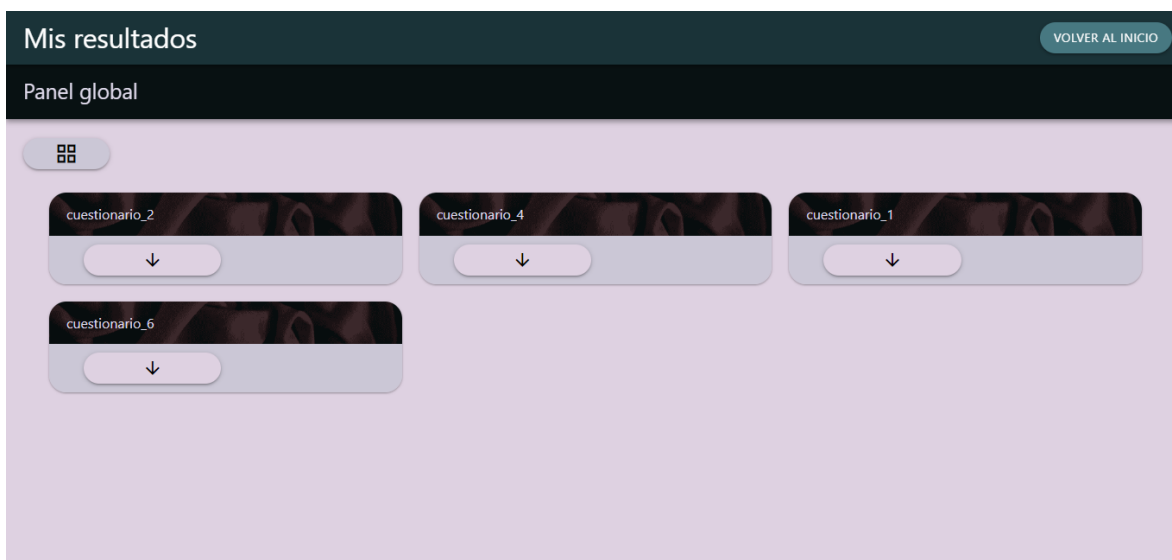 Mis resultados
VOLVER AL INICIO
Panel global
cuestionario_2
cuestionario_4
cuestionario_1
cuestionario_6